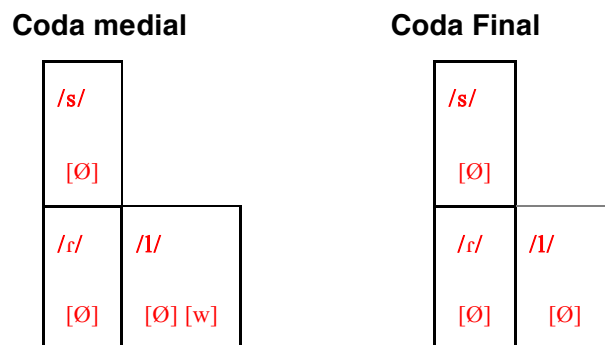 Coda medial
/s/
[Ø]
/ɾ/ /l/
[Ø] [Ø] [w]
Coda Final
/s/
[Ø]
/ɾ/ /l/
[Ø] [Ø]